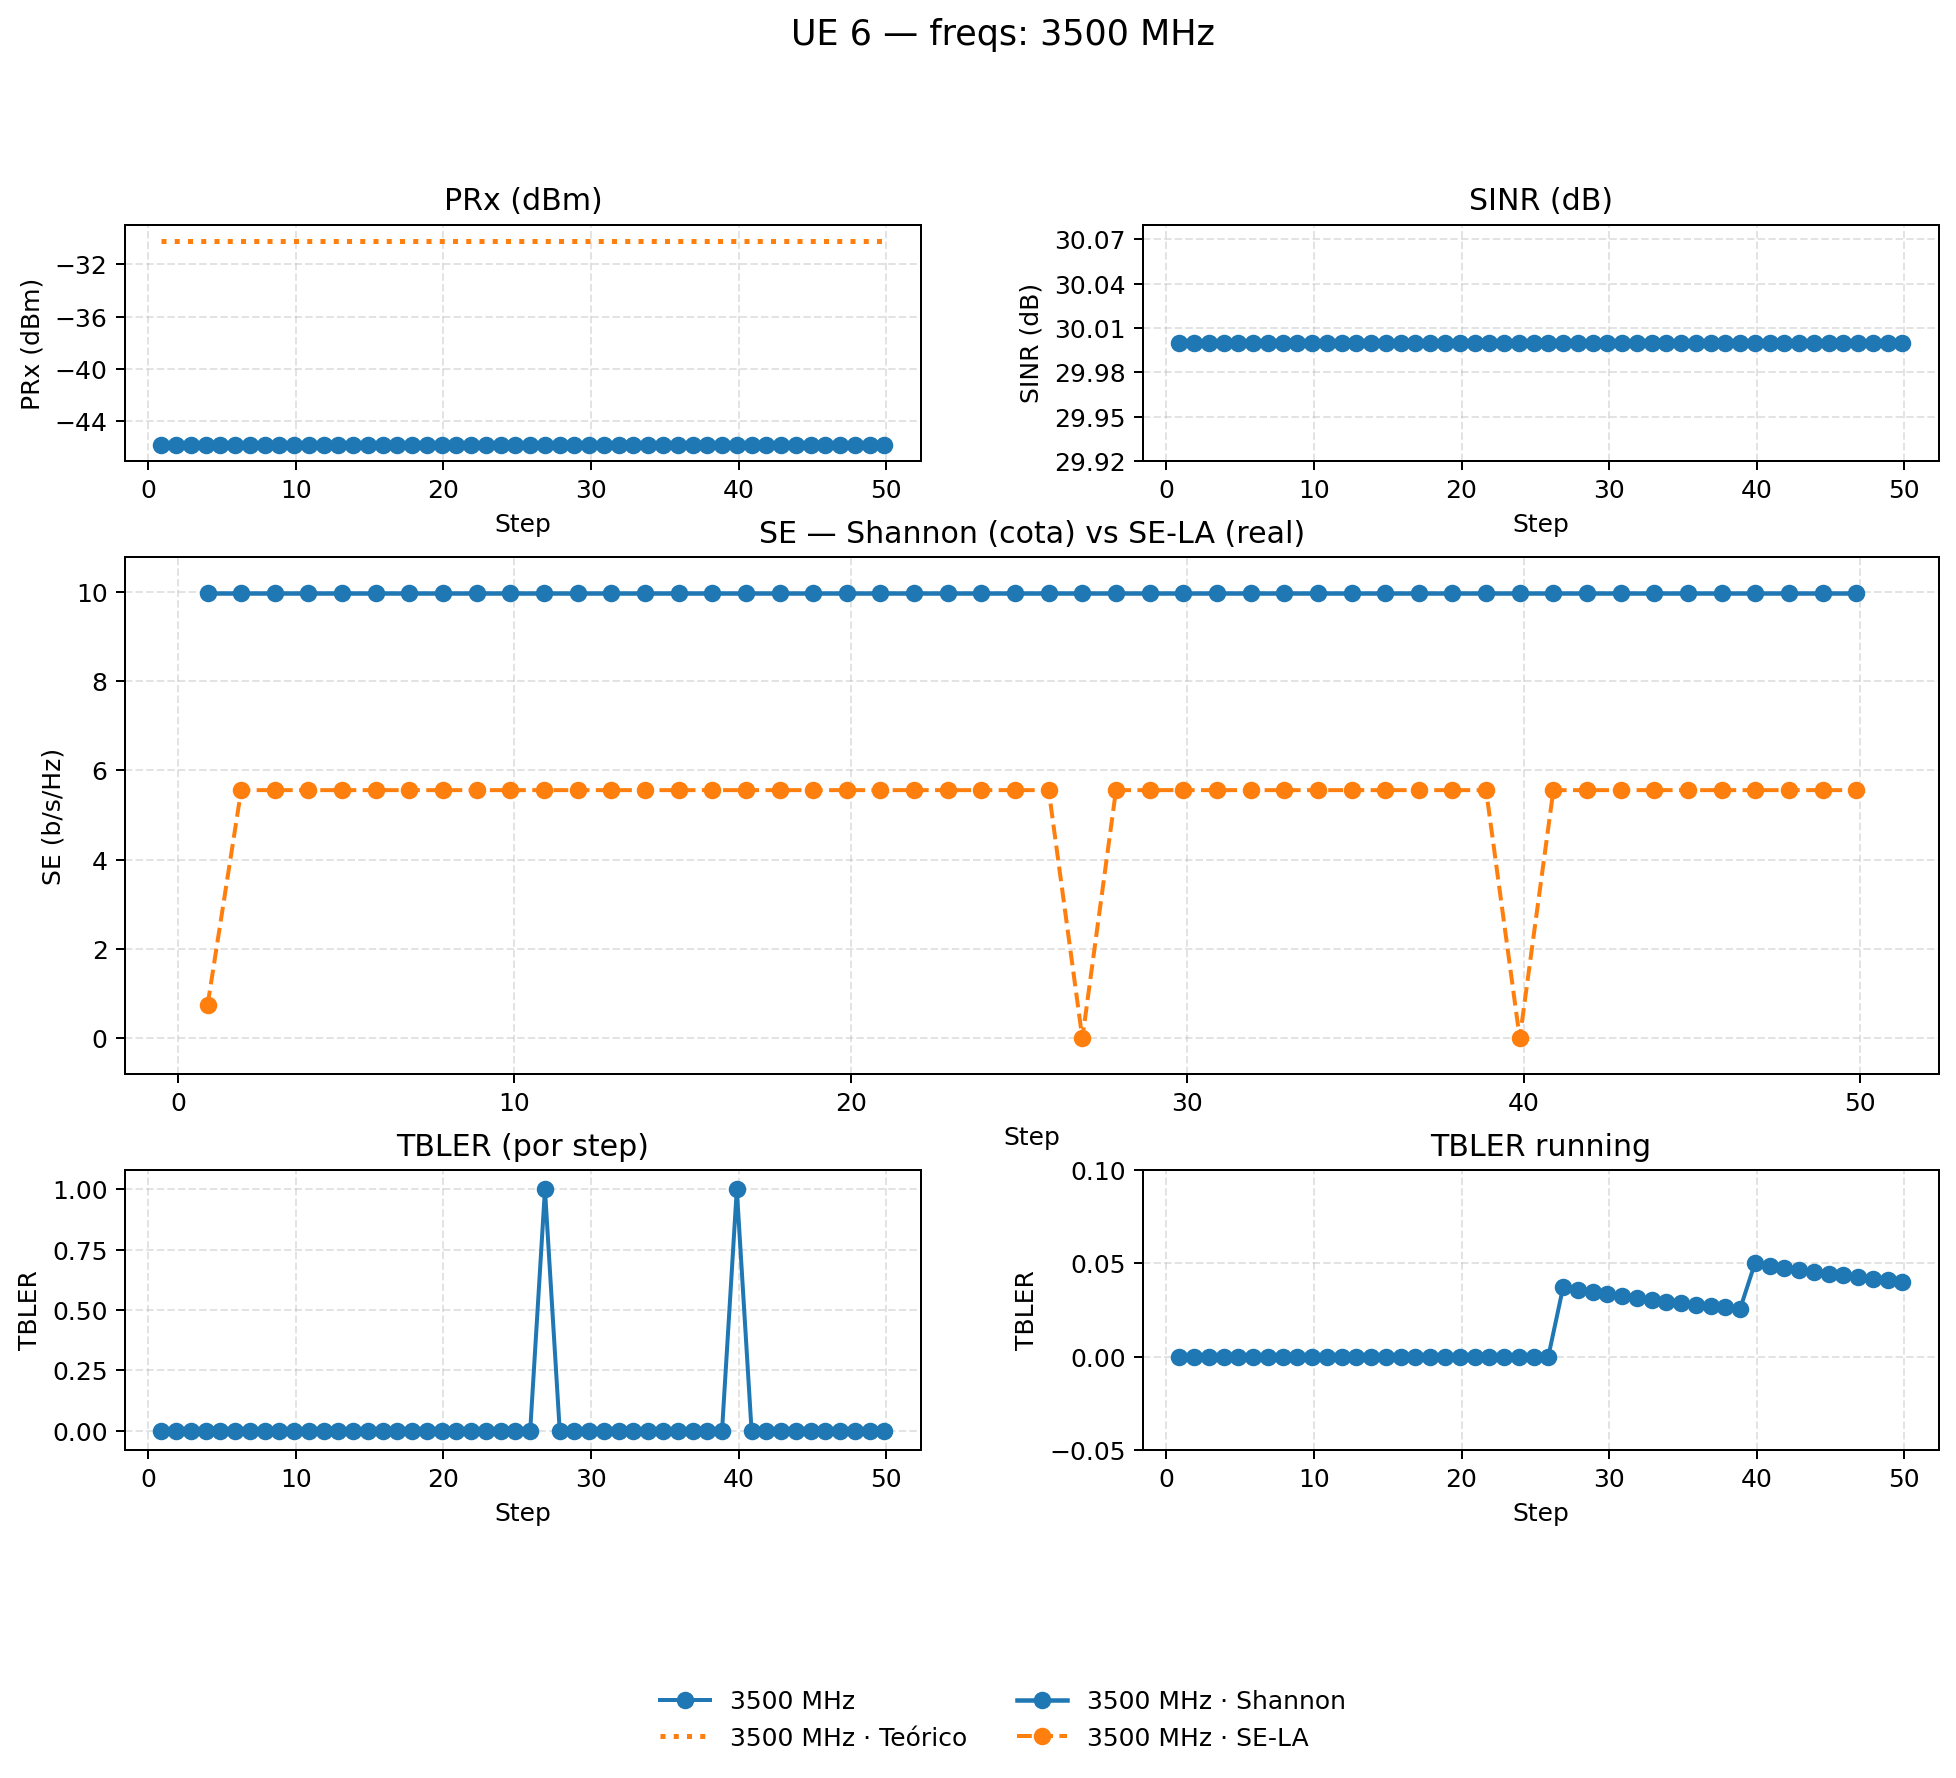 UE 6 — freqs: 3500 MHz
PRx (dBm)
PRx (dBm)
−32
−36
−40
−44
0 10 20 30 40 50
Step
SINR (dB)
SINR (dB)
30.07
30.04
30.01
29.98
29.95
29.92
0 10 20 30 40 50
Step
SE — Shannon (cota) vs SE-LA (real)
SE (b/s/Hz)
10
8
6
4
2
0
0 10 20 30 40 50
Step
TBLER (por step)
TBLER
1.00
0.75
0.50
0.25
0.00
0 10 20 30 40 50
Step
TBLER running
TBLER
0.10
0.05
0.00
−0.05
0 10 20 30 40 50
Step
3500 MHz
3500 MHz · Teórico
3500 MHz · Shannon
3500 MHz · SE-LA